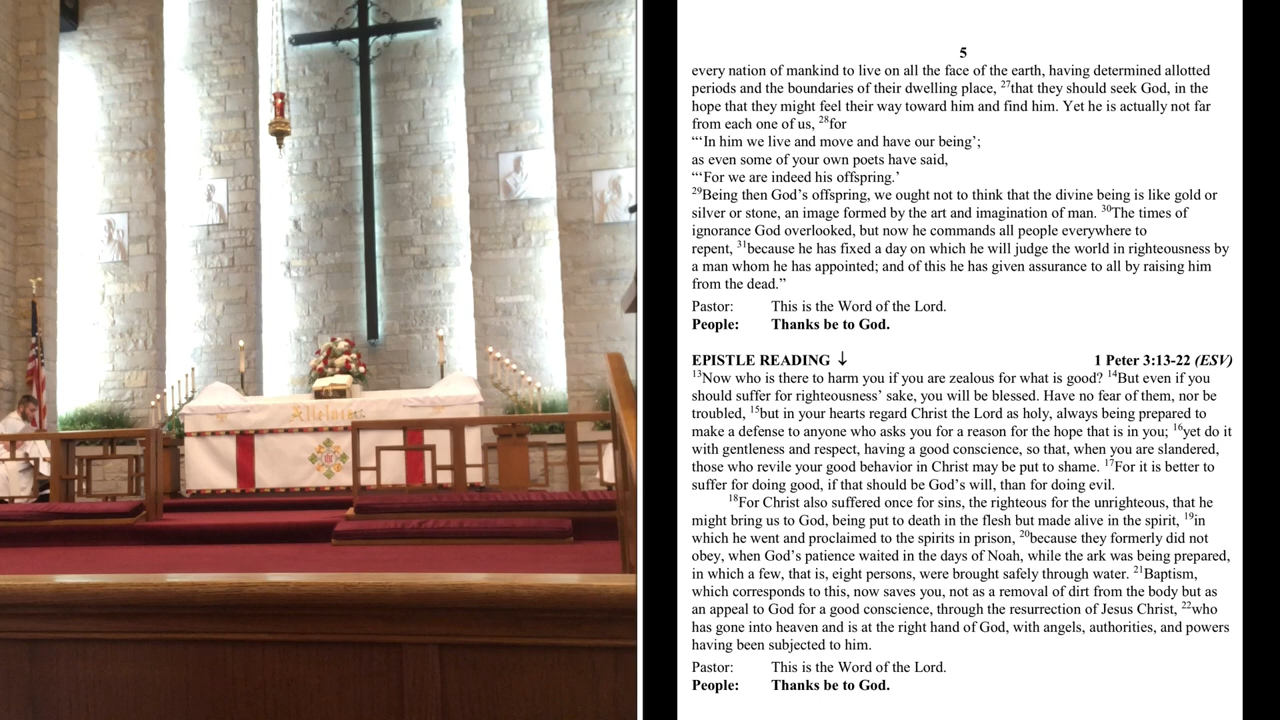 Alleluia
5
every nation of mankind to live on all the face of the earth, having determined allotted
periods and the boundaries of their dwelling place, ²⁷that they should seek God, in the
hope that they might feel their way toward him and find him. Yet he is actually not far
from each one of us, ²⁸for
“‘In him we live and move and have our being’;
as even some of your own poets have said,
“‘For we are indeed his offspring.’
²⁹Being then God’s offspring, we ought not to think that the divine being is like gold or
silver or stone, an image formed by the art and imagination of man. ³⁰The times of
ignorance God overlooked, but now he commands all people everywhere to
repent, ³¹because he has fixed a day on which he will judge the world in righteousness by
a man whom he has appointed; and of this he has given assurance to all by raising him
from the dead.”
Pastor: This is the Word of the Lord.
People: Thanks be to God.
EPISTLE READING ↓ 1 Peter 3:13-22 (ESV)
¹³Now who is there to harm you if you are zealous for what is good? ¹⁴But even if you
should suffer for righteousness’ sake, you will be blessed. Have no fear of them, nor be
troubled, ¹⁵but in your hearts regard Christ the Lord as holy, always being prepared to
make a defense to anyone who asks you for a reason for the hope that is in you; ¹⁶yet do it
with gentleness and respect, having a good conscience, so that, when you are slandered,
those who revile your good behavior in Christ may be put to shame. ¹⁷For it is better to
suffer for doing good, if that should be God’s will, than for doing evil.
¹⁸For Christ also suffered once for sins, the righteous for the unrighteous, that he
might bring us to God, being put to death in the flesh but made alive in the spirit, ¹⁹in
which he went and proclaimed to the spirits in prison, ²⁰because they formerly did not
obey, when God’s patience waited in the days of Noah, while the ark was being prepared,
in which a few, that is, eight persons, were brought safely through water. ²¹Baptism,
which corresponds to this, now saves you, not as a removal of dirt from the body but as
an appeal to God for a good conscience, through the resurrection of Jesus Christ, ²²who
has gone into heaven and is at the right hand of God, with angels, authorities, and powers
having been subjected to him.
Pastor: This is the Word of the Lord.
People: Thanks be to God.